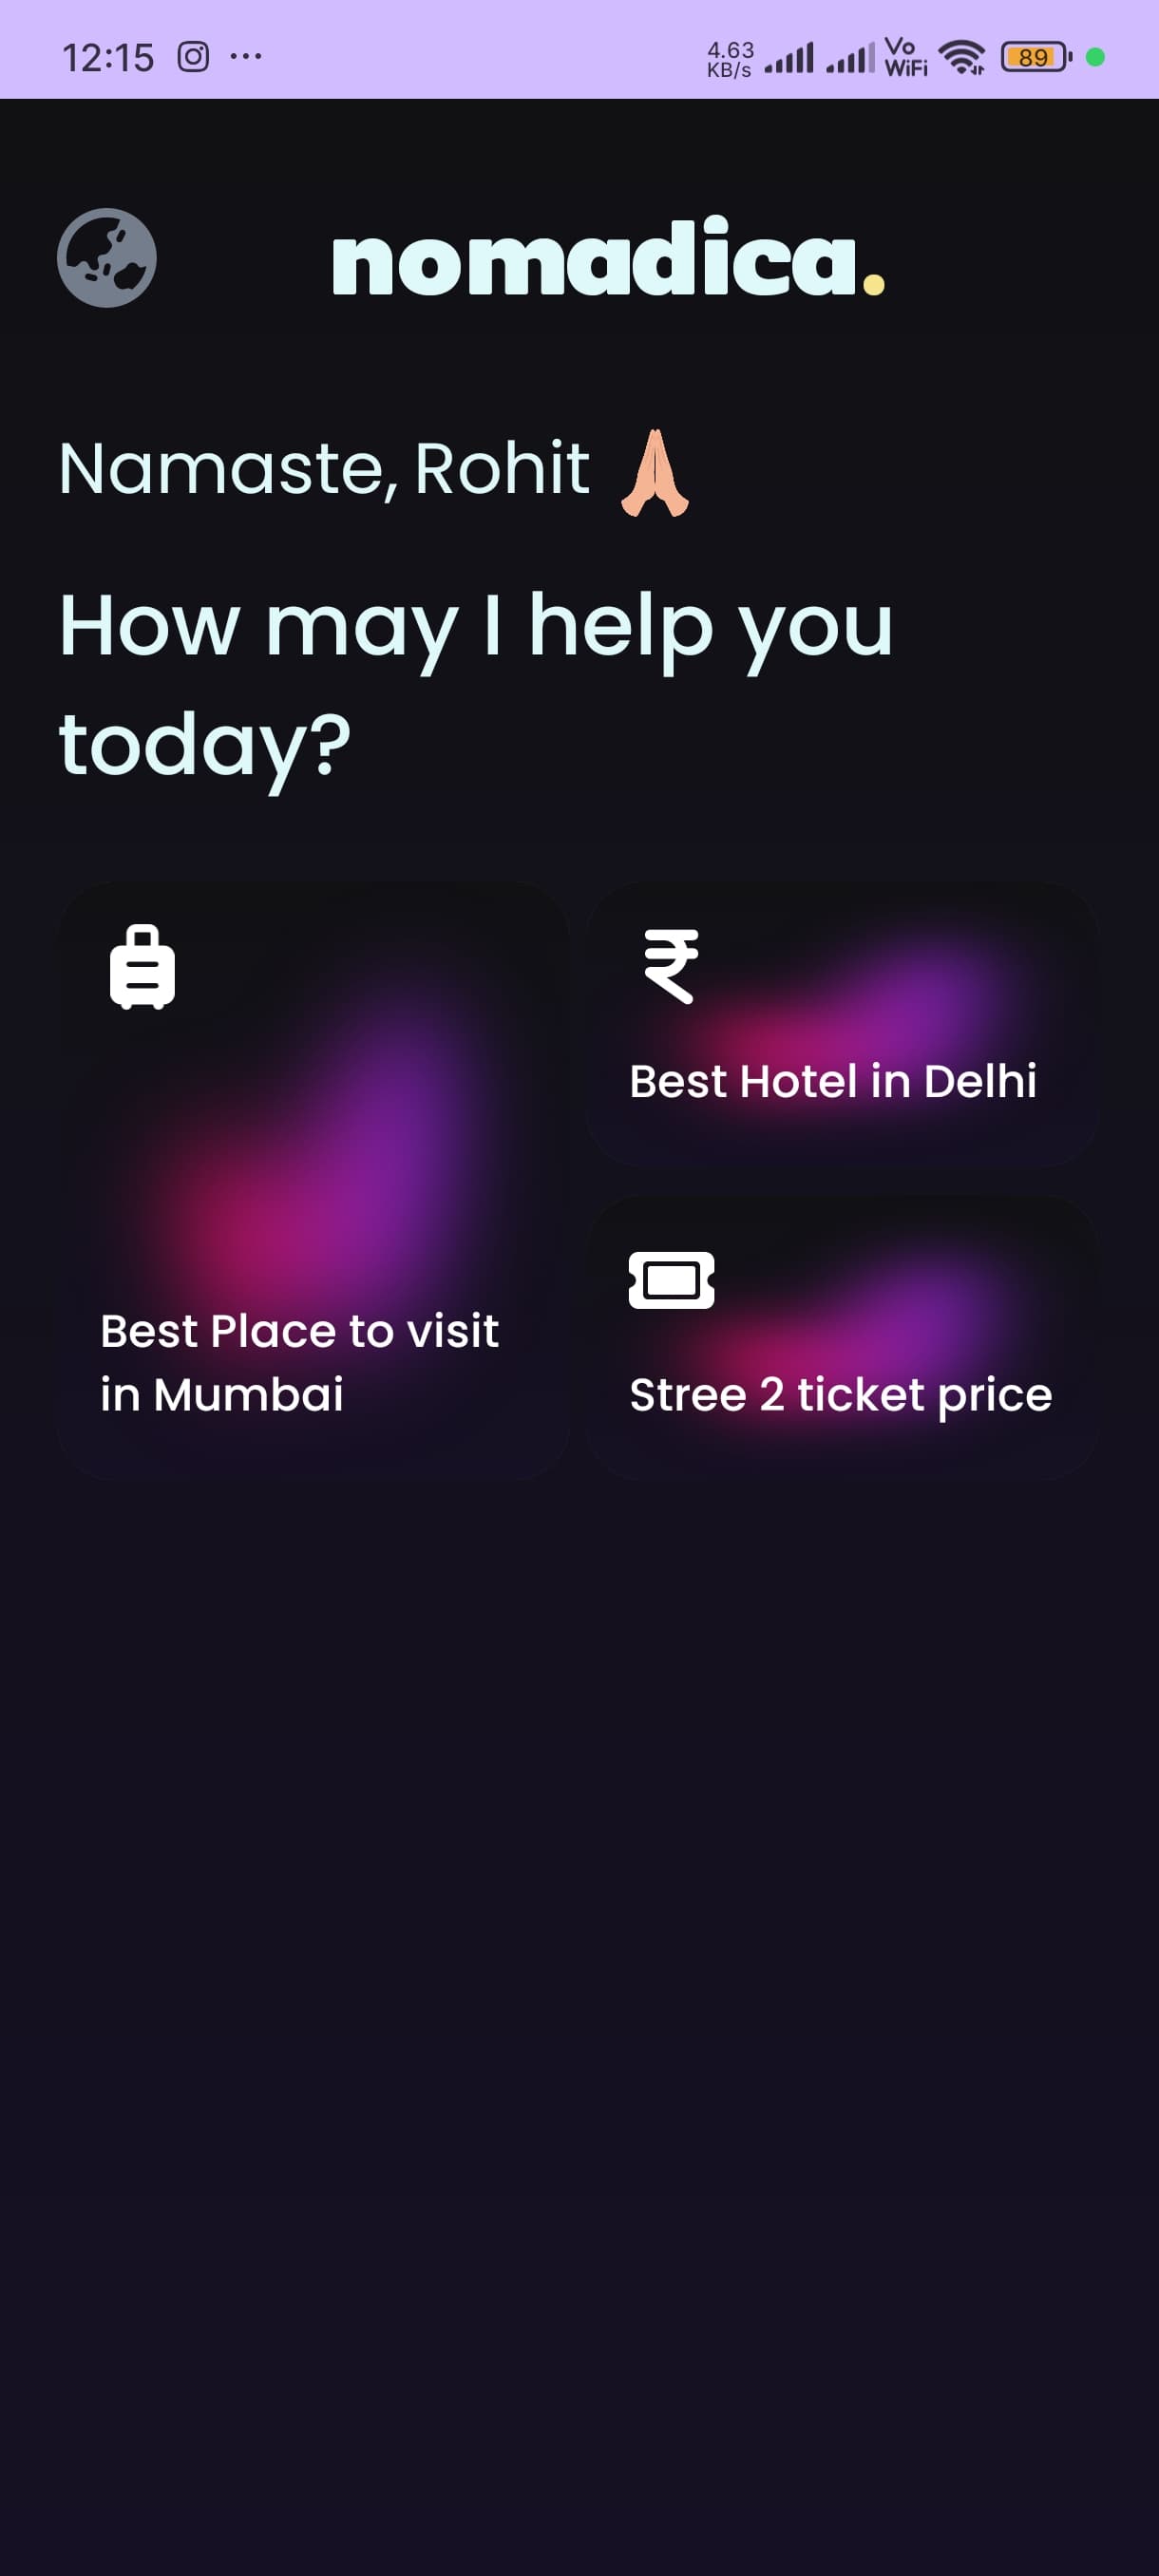 12:15
4.63
KB/s
Vo
WiFi
89
nomadica.
Namaste, Rohit 🙏🏻
How may I help you
today?
Best Place to visit
in Mumbai
₹
Best Hotel in Delhi
Stree 2 ticket price